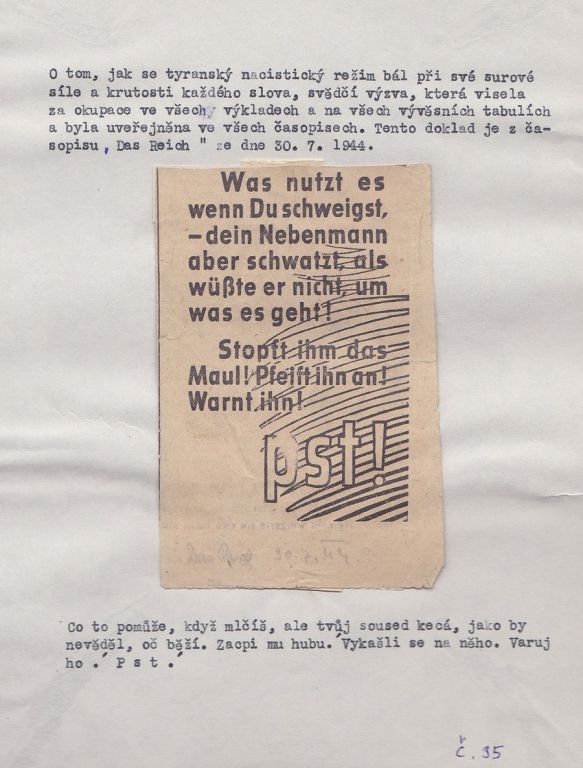 O tom, jak se tyranský nacistický režim bál při své surové
síle a krutosti každého slova, svědčí výzva, která visela
za okupace ve všechy výkladech a na všech vývěsních tabulích
a byla uveřejněna ve všech časopisech. Tento doklad je z ča-
sopisu „ Das Reich " ze dne 30. 7. 1944.
Was nutzt es
wenn Du schweigst,
– dein Nebenmann
aber schwatzt, als
wüßte er nicht, um
was es geht!
Stopft ihm das
Maul! Pfeift ihn an!
Warnt ihn!
pst!
30. 7. 44
Co to pomůže, když mlčíš, ale tvůj soused kecá, jako by
nevěděl, oč běží. Zacpi mu hubu. Vykašli se na něho. Varuj
ho .' P s t .'
č. 35